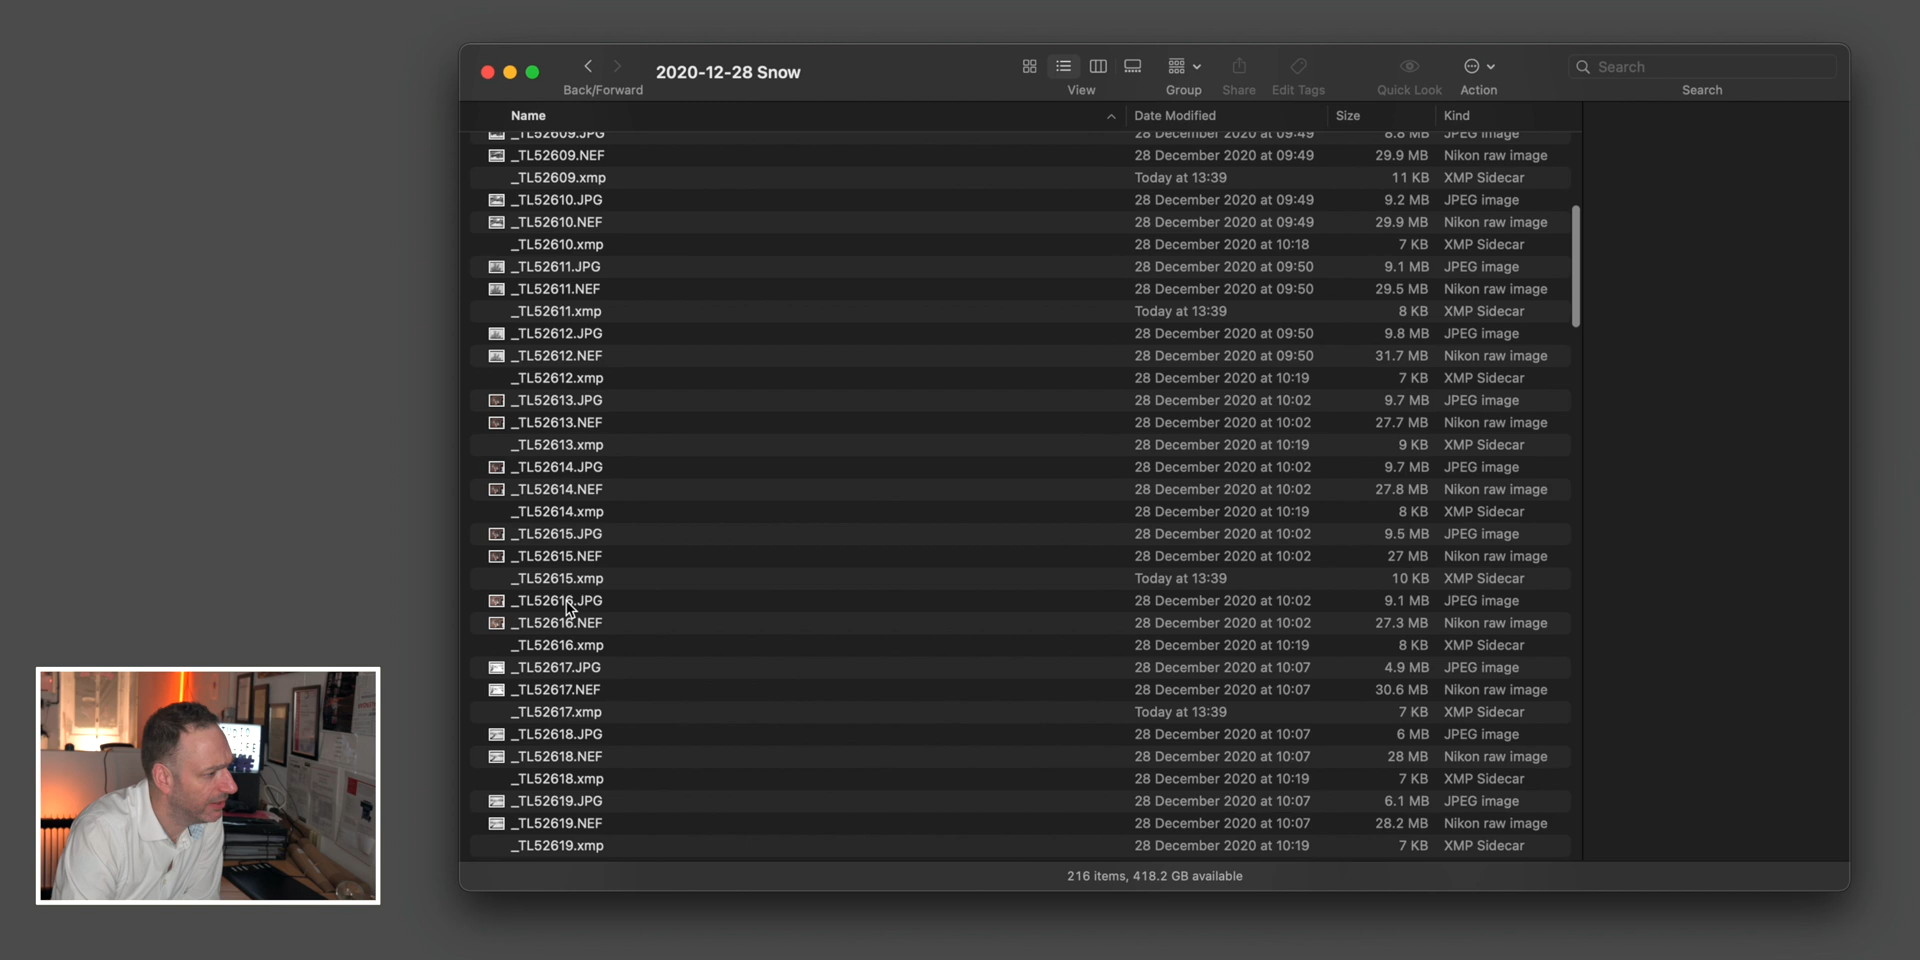 2020-12-28 Snow
Back/Forward
View
Group
Share
Edit Tags
Quick Look
Action
Search
Search
Name Date Modified Size Kind
_TL52609.JPG 28 December 2020 at 09:49 8.8 MB JPEG image
_TL52609.NEF 28 December 2020 at 09:49 29.9 MB Nikon raw image
_TL52609.xmp Today at 13:39 11 KB XMP Sidecar
_TL52610.JPG 28 December 2020 at 09:49 9.2 MB JPEG image
_TL52610.NEF 28 December 2020 at 09:49 29.9 MB Nikon raw image
_TL52610.xmp 28 December 2020 at 10:18 7 KB XMP Sidecar
_TL52611.JPG 28 December 2020 at 09:50 9.1 MB JPEG image
_TL52611.NEF 28 December 2020 at 09:50 29.5 MB Nikon raw image
_TL52611.xmp Today at 13:39 8 KB XMP Sidecar
_TL52612.JPG 28 December 2020 at 09:50 9.8 MB JPEG image
_TL52612.NEF 28 December 2020 at 09:50 31.7 MB Nikon raw image
_TL52612.xmp 28 December 2020 at 10:19 7 KB XMP Sidecar
_TL52613.JPG 28 December 2020 at 10:02 9.7 MB JPEG image
_TL52613.NEF 28 December 2020 at 10:02 27.7 MB Nikon raw image
_TL52613.xmp 28 December 2020 at 10:19 9 KB XMP Sidecar
_TL52614.JPG 28 December 2020 at 10:02 9.7 MB JPEG image
_TL52614.NEF 28 December 2020 at 10:02 27.8 MB Nikon raw image
_TL52614.xmp 28 December 2020 at 10:19 8 KB XMP Sidecar
_TL52615.JPG 28 December 2020 at 10:02 9.5 MB JPEG image
_TL52615.NEF 28 December 2020 at 10:02 27 MB Nikon raw image
_TL52615.xmp Today at 13:39 10 KB XMP Sidecar
_TL52616.JPG 28 December 2020 at 10:02 9.1 MB JPEG image
_TL52616.NEF 28 December 2020 at 10:02 27.3 MB Nikon raw image
_TL52616.xmp 28 December 2020 at 10:19 8 KB XMP Sidecar
_TL52617.JPG 28 December 2020 at 10:07 4.9 MB JPEG image
_TL52617.NEF 28 December 2020 at 10:07 30.6 MB Nikon raw image
_TL52617.xmp Today at 13:39 7 KB XMP Sidecar
_TL52618.JPG 28 December 2020 at 10:07 6 MB JPEG image
_TL52618.NEF 28 December 2020 at 10:07 28 MB Nikon raw image
_TL52618.xmp 28 December 2020 at 10:19 7 KB XMP Sidecar
_TL52619.JPG 28 December 2020 at 10:07 6.1 MB JPEG image
_TL52619.NEF 28 December 2020 at 10:07 28.2 MB Nikon raw image
_TL52619.xmp 28 December 2020 at 10:19 7 KB XMP Sidecar
216 items, 418.2 GB available